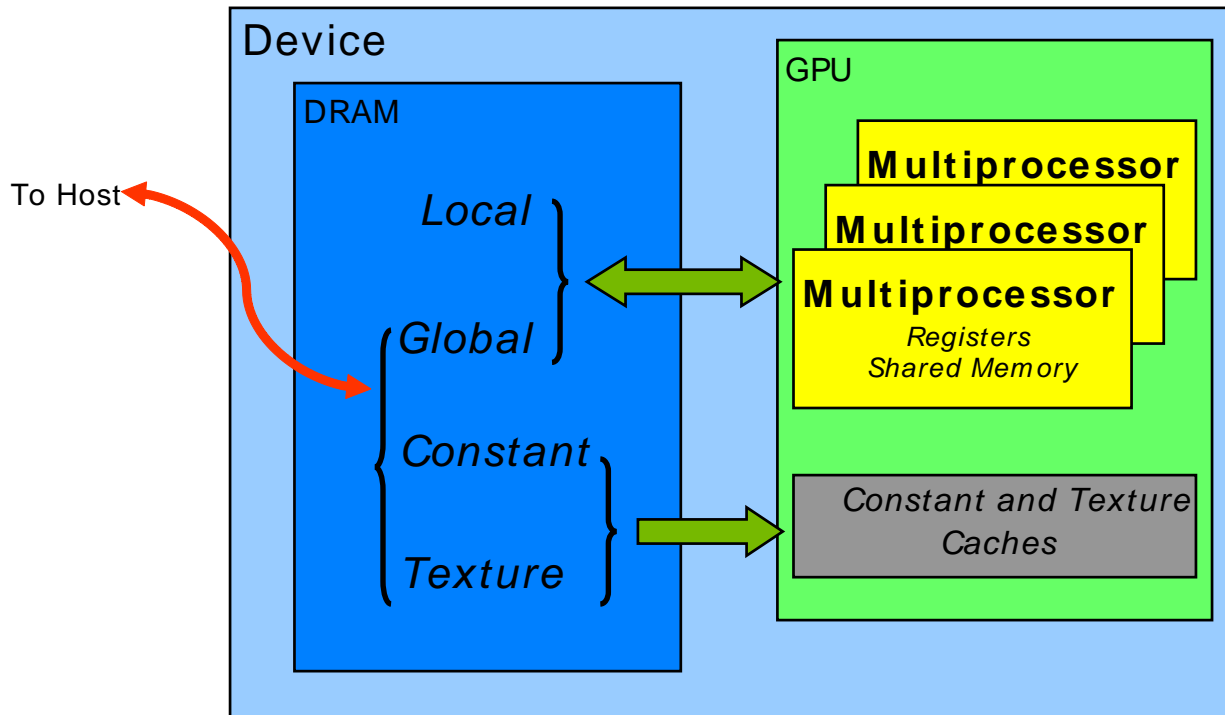 Device
DRAM
To Host
Local
Global
Constant
Texture
GPU
Multiprocessor
Multiprocessor
Multiprocessor
Registers
Shared Memory
Constant and Texture
Caches